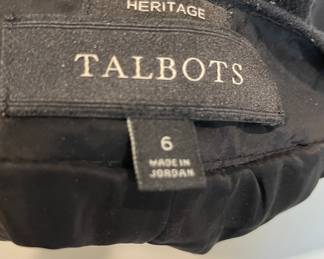 HERITAGE
TALBOTS
6
MADE IN
JORDAN